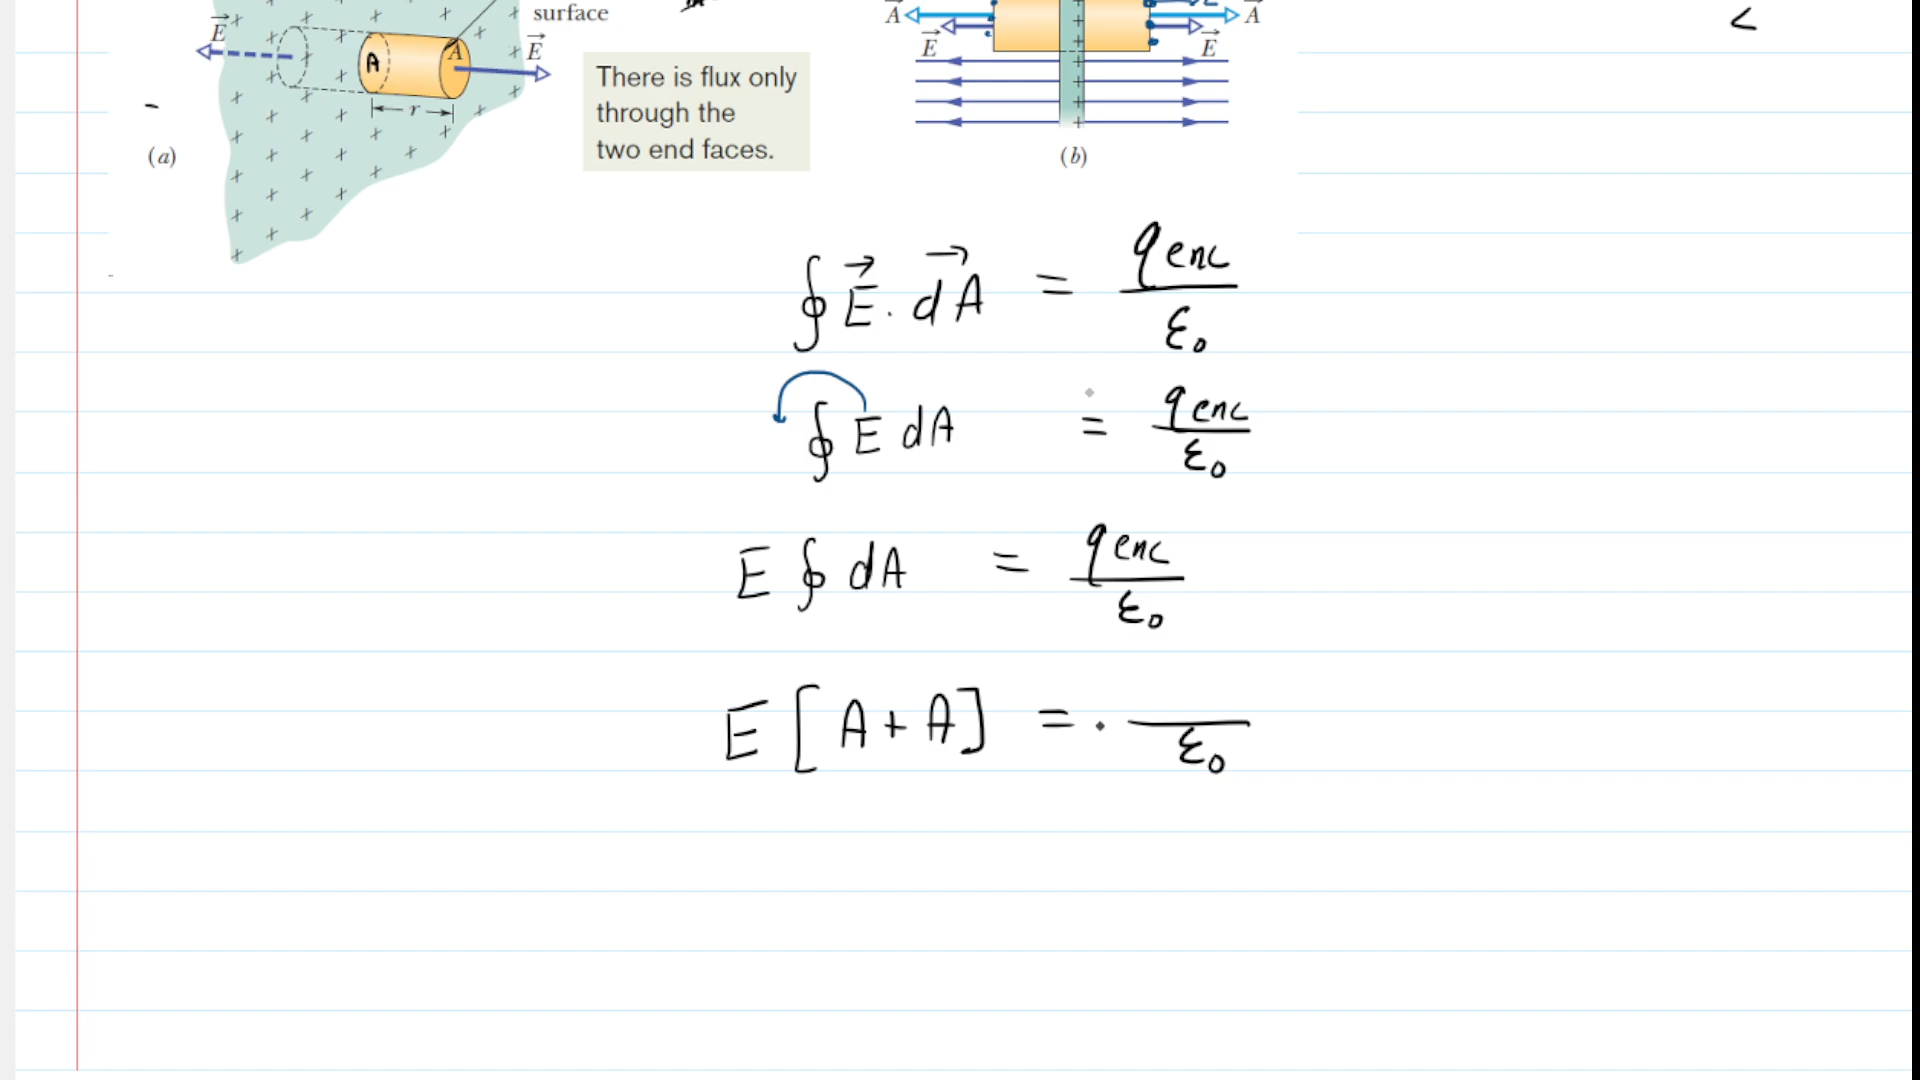 surface
E
A
A
E
r
(a)
There is flux only
through the
two end faces.
A
A
E
E
(b)
<
∮ E⃗ . dA⃗ = qenc / ε₀
∮ E dA = qenc / ε₀
E ∮ dA = qenc / ε₀
E [ A + A ] = . / ε₀